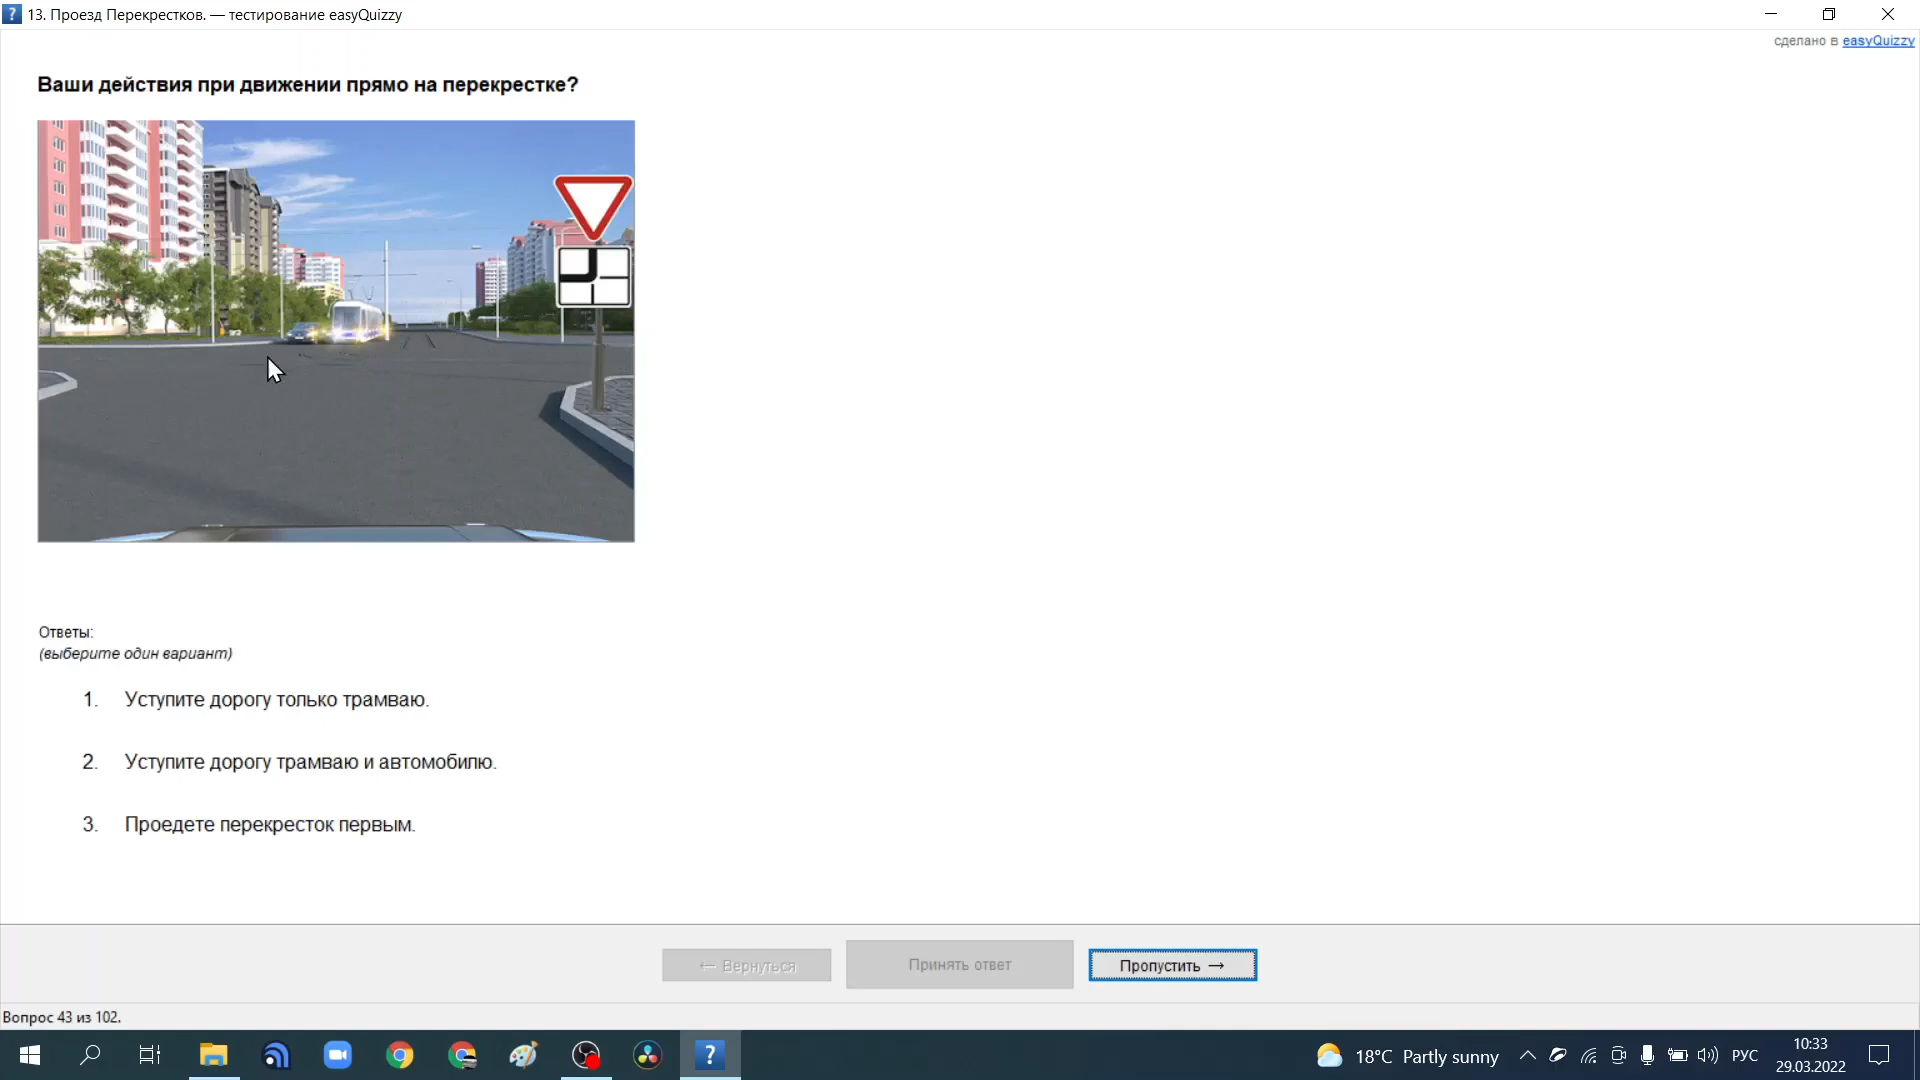 13. Проезд Перекрестков. — тестирование easyQuizzy
сделано в easyQuizzy
Ваши действия при движении прямо на перекрестке?
Ответы:
(выберите один вариант)
1. Уступите дорогу только трамваю.
2. Уступите дорогу трамваю и автомобилю.
3. Проедете перекресток первым.
← Вернуться
Принять ответ
Пропустить →
Вопрос 43 из 102.
18°C Partly sunny
РУС
10:33
29.03.2022